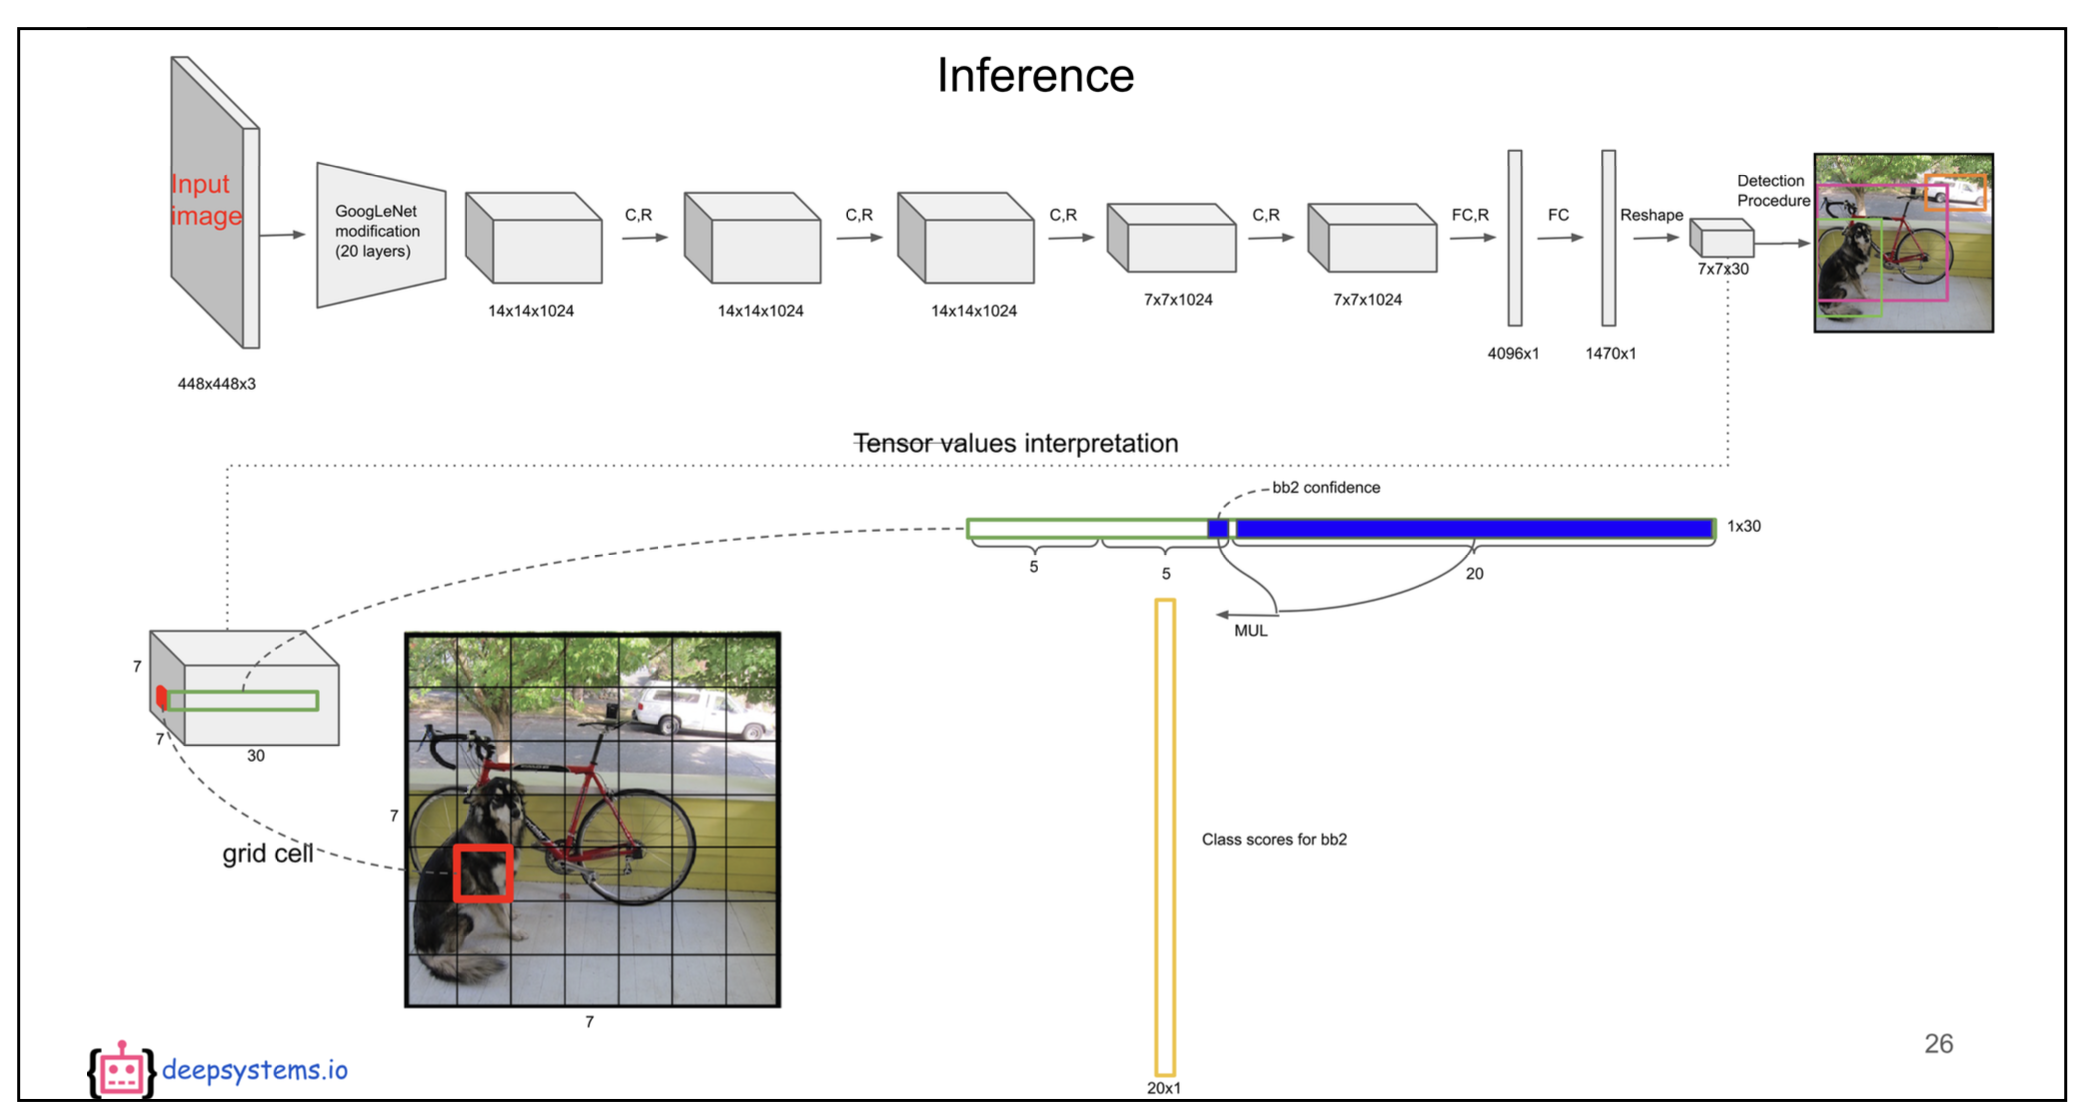 Inference
Input
image
448x448x3
GoogLeNet
modification
(20 layers)
14x14x1024
C,R
14x14x1024
C,R
14x14x1024
C,R
7x7x1024
C,R
7x7x1024
FC,R
4096x1
FC
1470x1
Reshape
7x7x30
Detection
Procedure
Tensor values interpretation
bb2 confidence
1x30
5
5
20
MUL
7
7
30
grid cell
7
7
Class scores for bb2
20x1
deepsystems.io
26